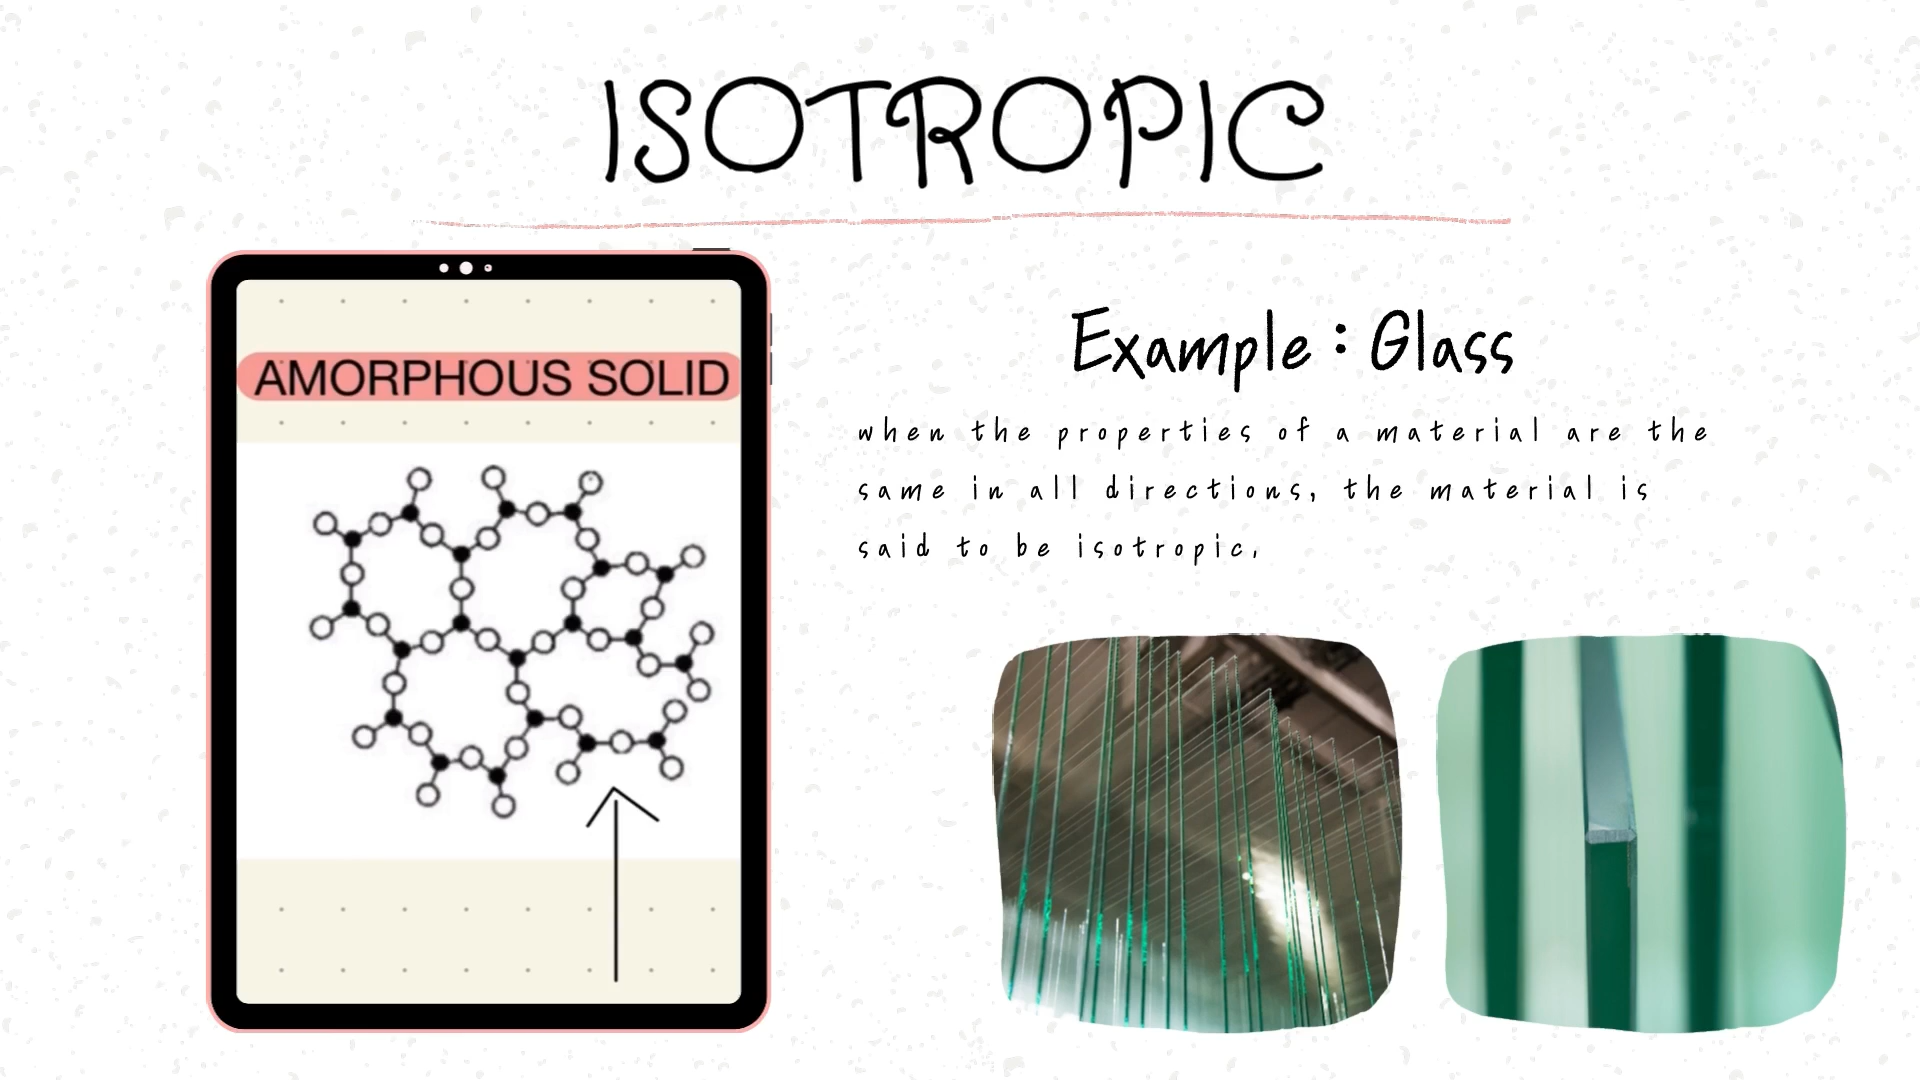 ISOTROPIC
AMORPHOUS SOLID
Example : Glass
when the properties of a material are the
same in all directions, the material is
said to be isotropic,